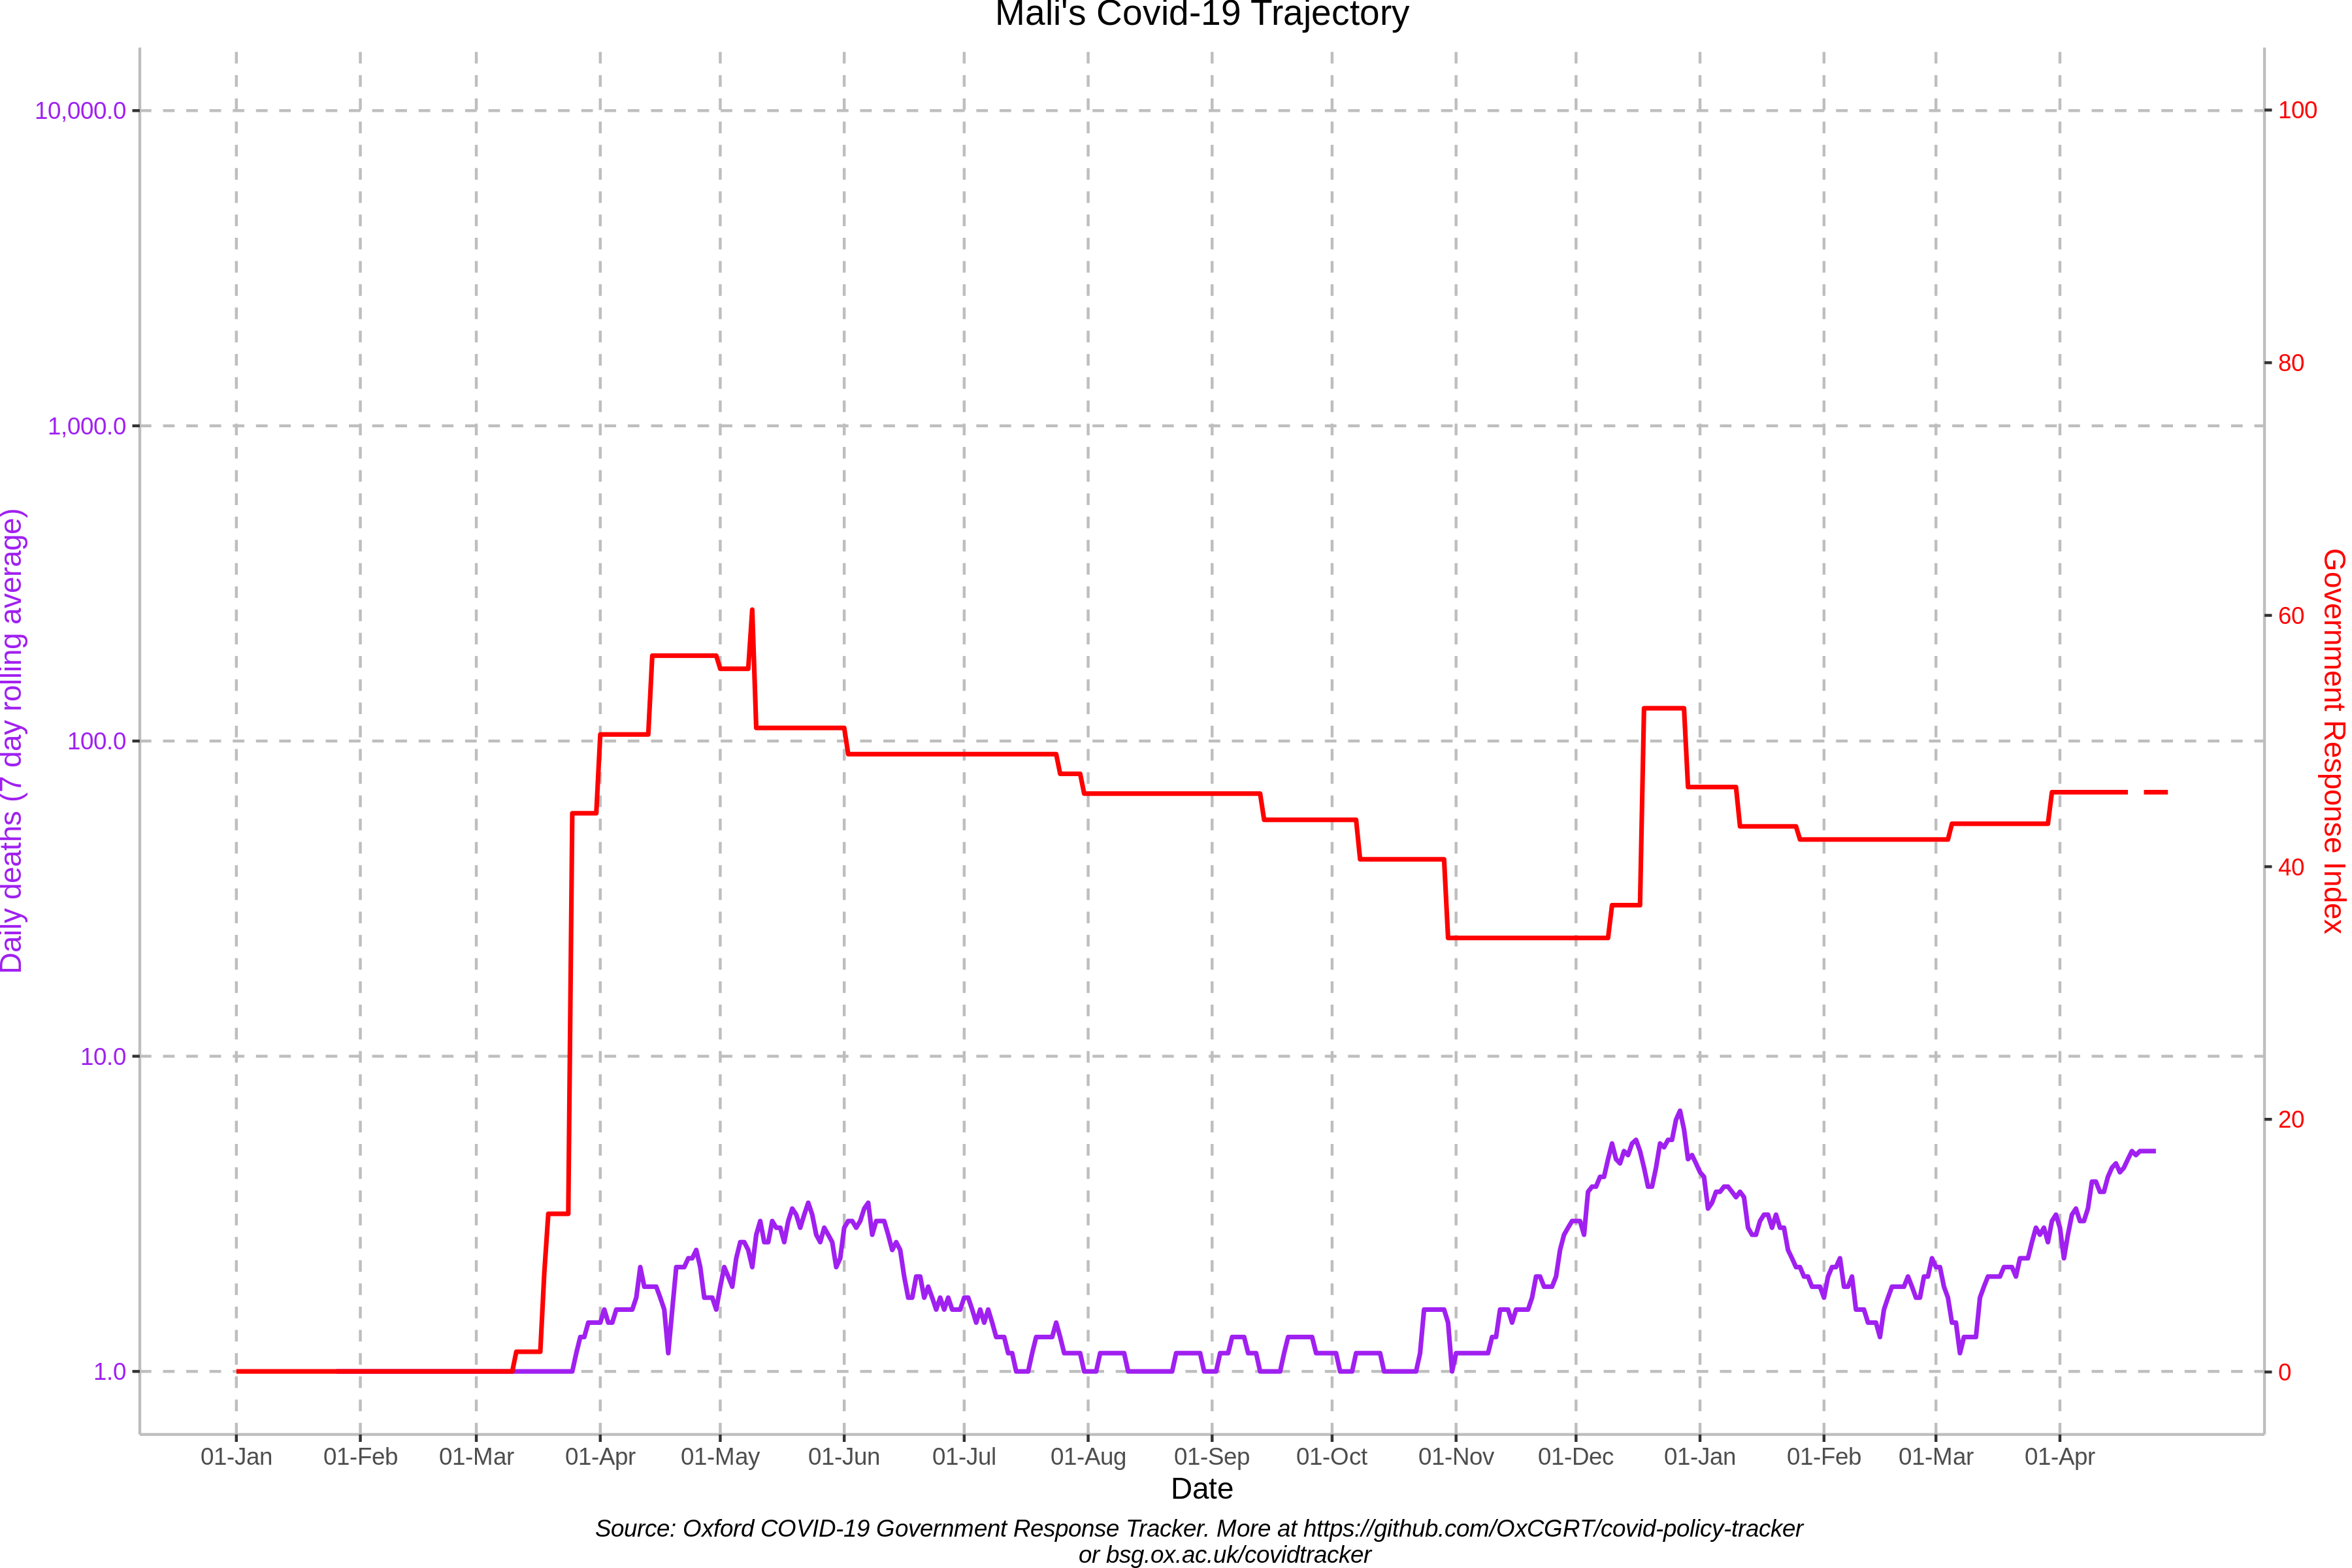 Mali's Covid-19 Trajectory
10,000.0
1,000.0
100.0
10.0
1.0
Daily deaths (7 day rolling average)
100
80
60
40
20
0
Government Response Index
01-Jan 01-Feb 01-Mar 01-Apr 01-May 01-Jun 01-Jul 01-Aug 01-Sep 01-Oct 01-Nov 01-Dec 01-Jan 01-Feb 01-Mar 01-Apr
Date
Source: Oxford COVID-19 Government Response Tracker. More at https://github.com/OxCGRT/covid-policy-tracker
or bsg.ox.ac.uk/covidtracker